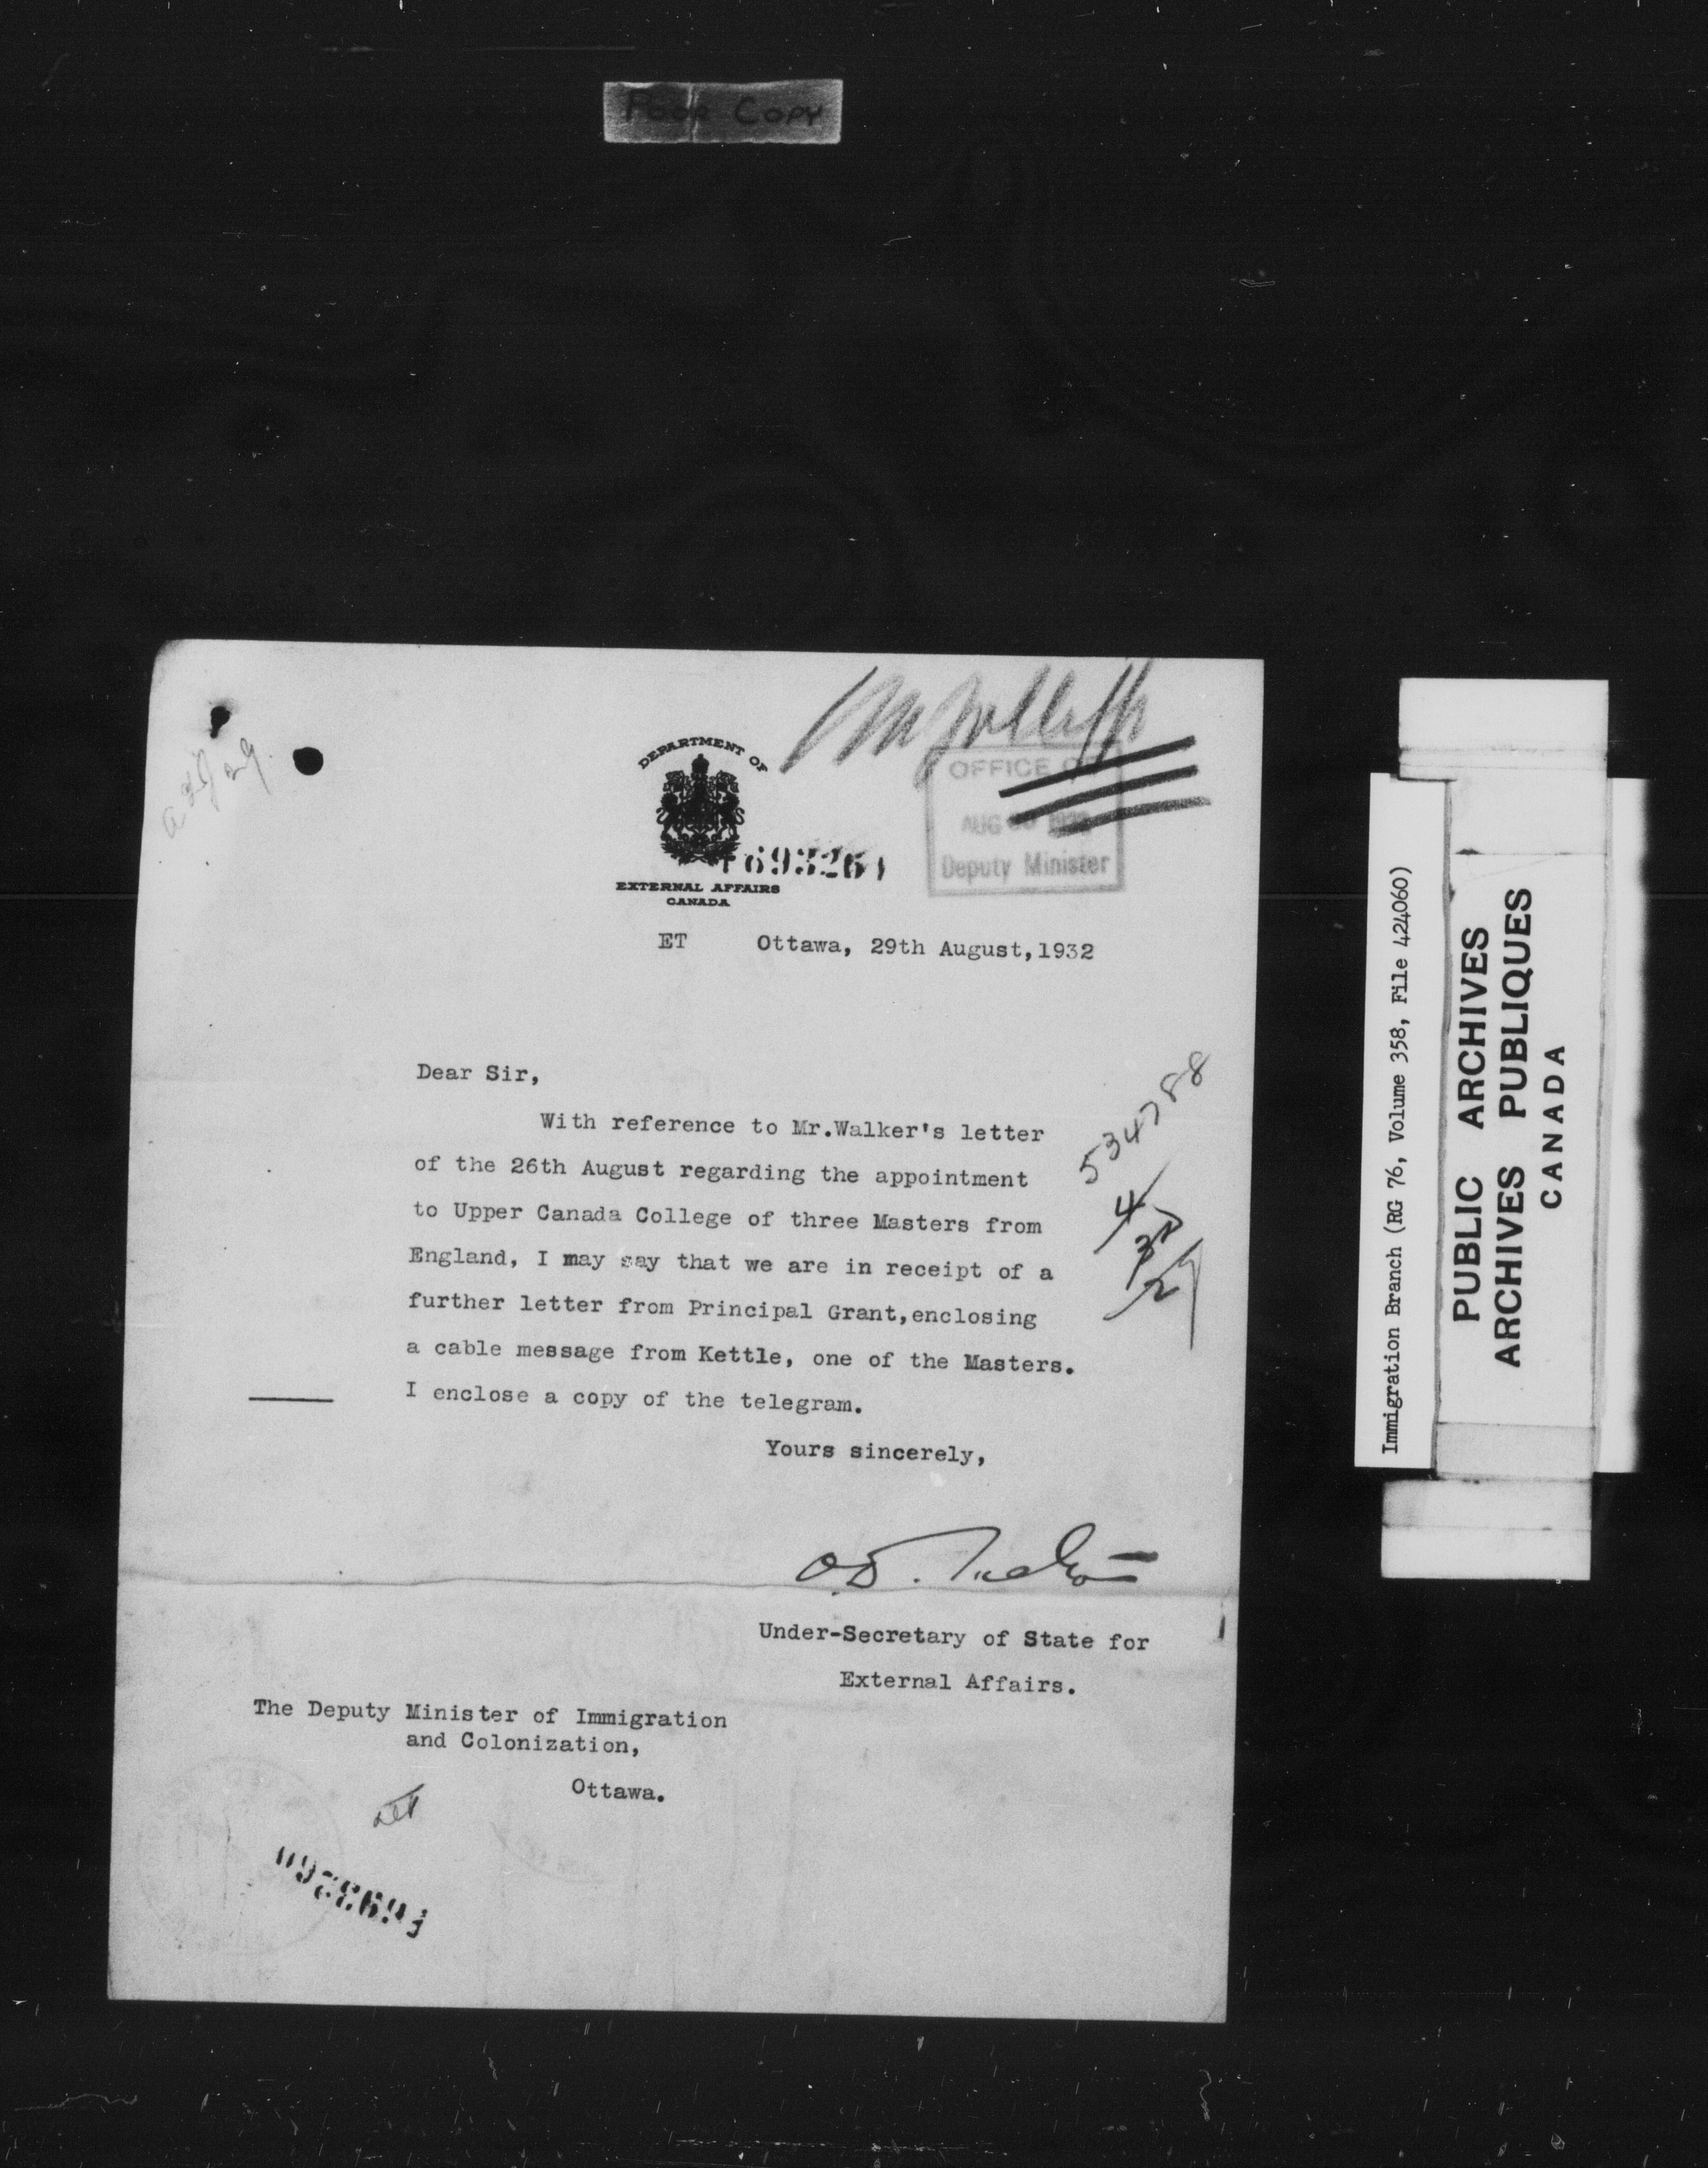 POOR COPY
DEPARTMENT OF
EXTERNAL AFFAIRS
CANADA
OFFICE OF
AUG 30 1932
Deputy Minister
ET Ottawa, 29th August,1932
Dear Sir,
With reference to Mr.Walker's letter
of the 26th August regarding the appointment
to Upper Canada College of three Masters from
England, I may say that we are in receipt of a
further letter from Principal Grant,enclosing
a cable message from Kettle, one of the Masters.
I enclose a copy of the telegram.
534788
Yours sincerely,
Under-Secretary of State for
External Affairs.
The Deputy Minister of Immigration
and Colonization,
Ottawa.
Immigration Branch (RG 76, Volume 358, File 424060)
PUBLIC ARCHIVES
ARCHIVES PUBLIQUES
CANADA